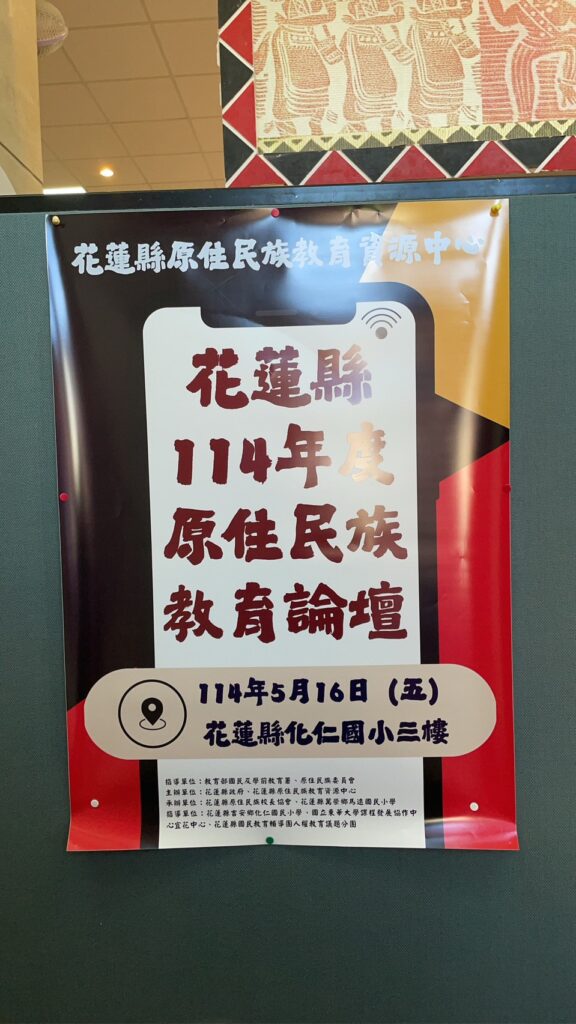 花蓮縣原住民族教育資源中心
花蓮縣
114年度
原住民族
教育論壇
114年5月16日（五）
花蓮縣化仁國小三樓
指導單位：教育部國民及學前教育署、原住民族委員會
主辦單位：花蓮縣政府、花蓮縣原住民族教育資源中心
承辦單位：花蓮縣原住民族校長協會、花蓮縣萬榮鄉馬遠國民小學
指導單位：花蓮縣吉安鄉化仁國民小學、國立東華大學課程發展協作中
心宜花中心、花蓮縣國民教育輔導團人權教育議題分團